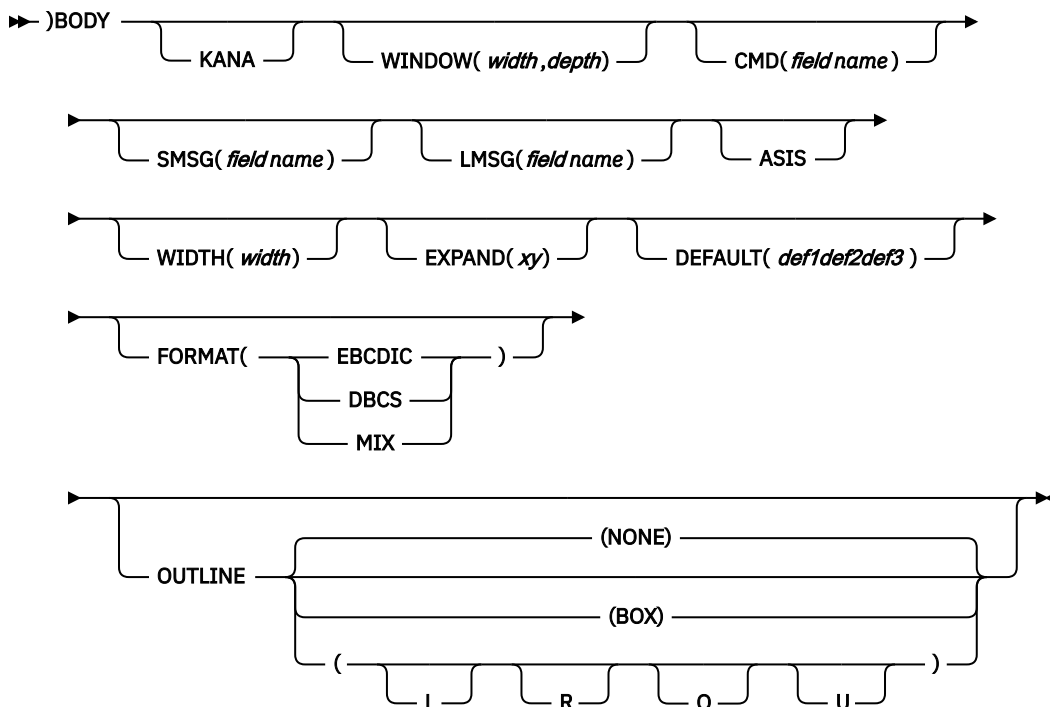 )BODY
KANA WINDOW( width,depth) CMD( field name )
SMSG( field name ) LMSG( field name ) ASIS
WIDTH( width) EXPAND( xy) DEFAULT( def1def2def3 )
FORMAT( EBCDIC )
DBCS
MIX
(NONE)
OUTLINE
(BOX)
( )
L R O U